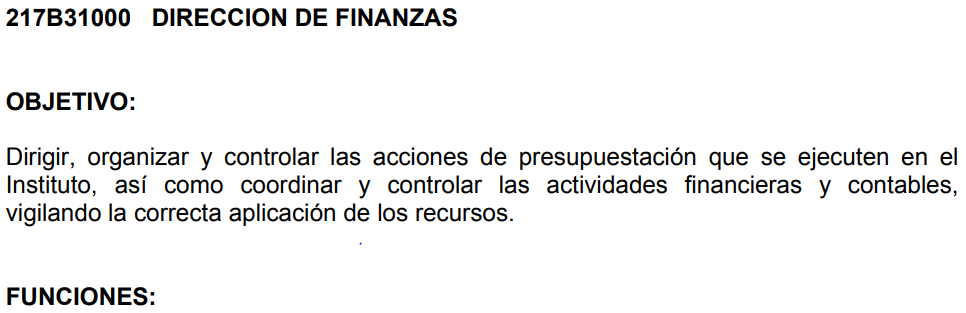 217B31000 DIRECCION DE FINANZAS
OBJETIVO:
Dirigir, organizar y controlar las acciones de presupuestación que se ejecuten en el
Instituto, así como coordinar y controlar las actividades financieras y contables,
vigilando la correcta aplicación de los recursos.
FUNCIONES: